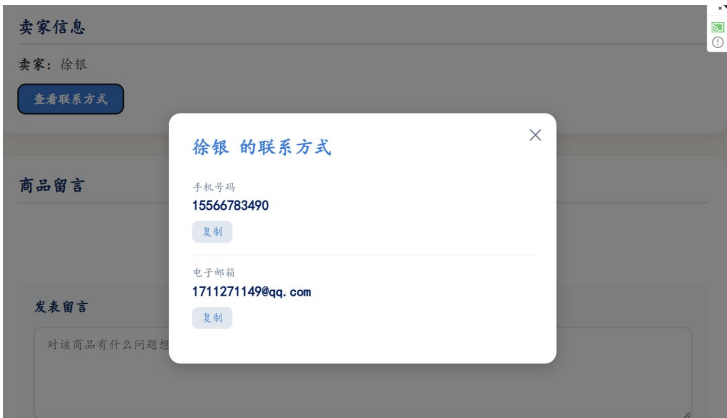 卖家信息
卖家：徐银
查看联系方式
徐银 的联系方式
手机号码
15566783490
复制
电子邮箱
1711271149@qq.com
复制
商品留言
发表留言
对该商品有什么问题想